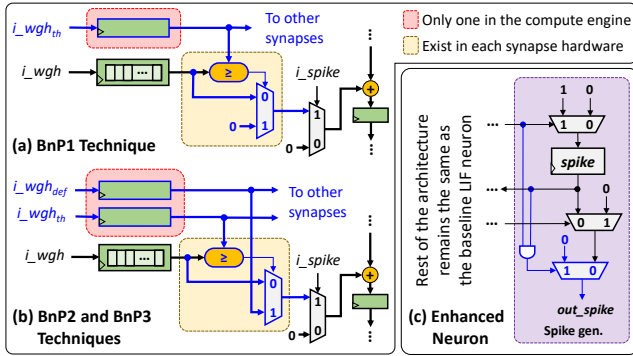 i_wgh_th
To other
synapses
Only one in the compute engine
Exist in each synapse hardware
i_wgh
...
≥
i_spike
...
+
0
1
0
1
0
...
(a) BnP1 Technique
i_wgh_def
i_wgh_th
To other
synapses
i_wgh
...
≥
i_spike
...
+
0
1
1
0
0
...
(b) BnP2 and BnP3
Techniques
Rest of the architecture
remains the same as
the baseline LIF neuron
1 0
...
1 0
spike
...
0
...
0 1
0
1 0
out_spike
Spike gen.
(c) Enhanced
Neuron